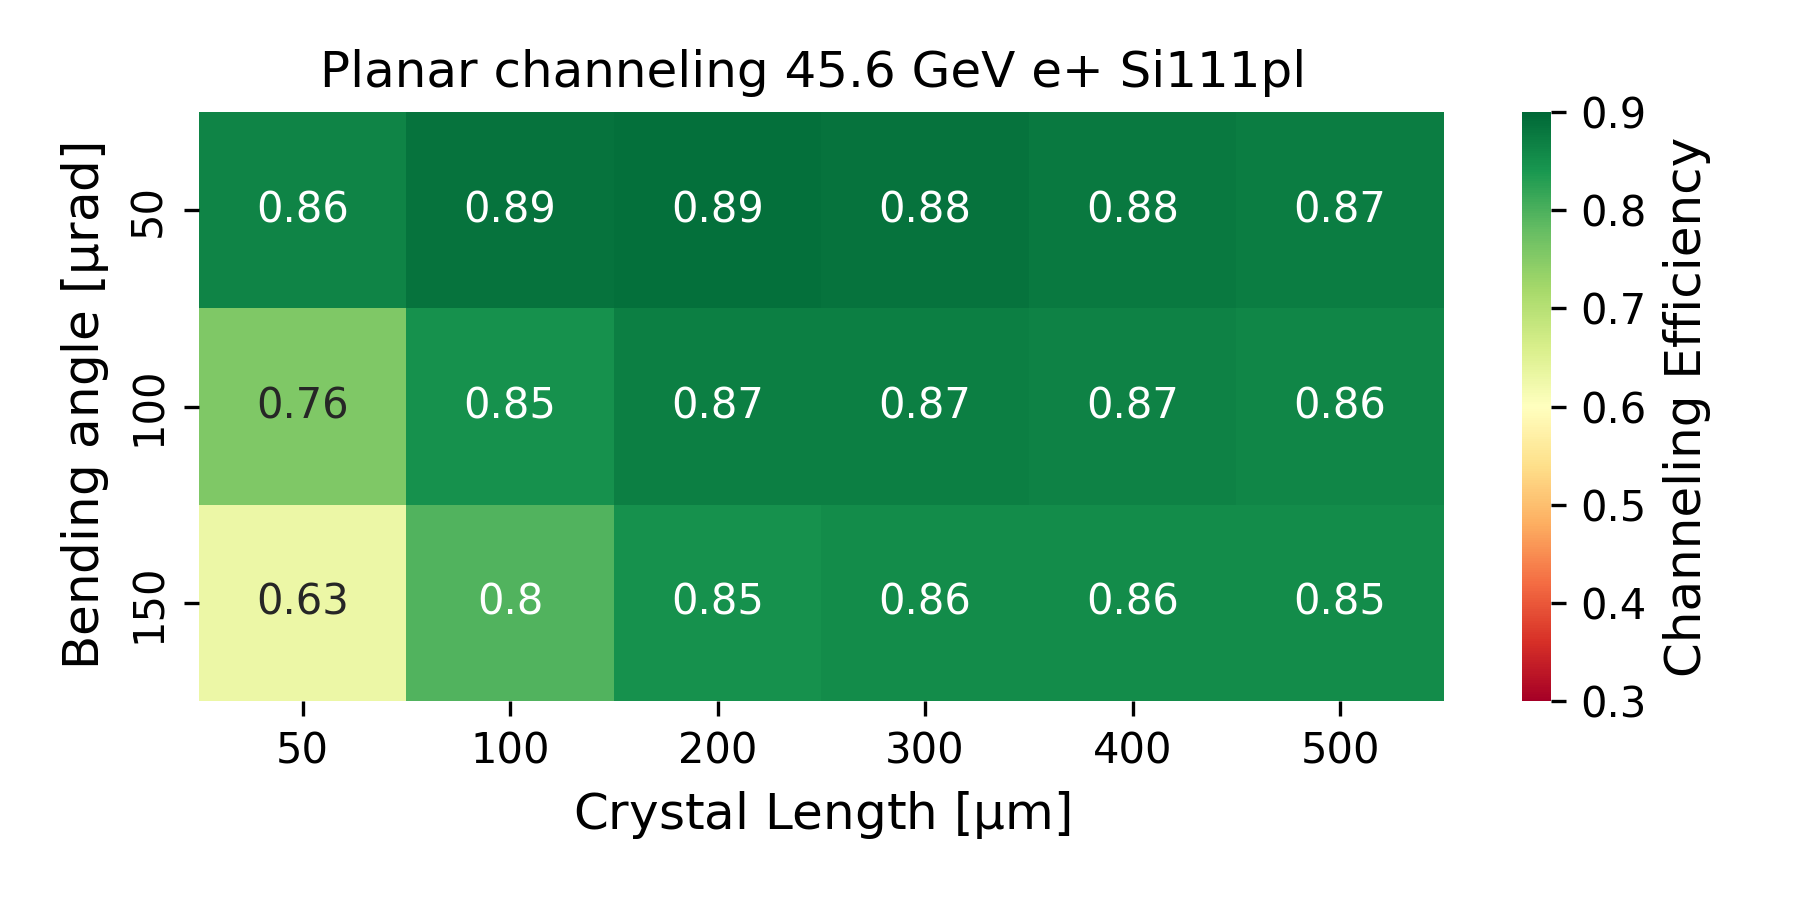 Planar channeling 45.6 GeV e+ Si111pl
Bending angle [μrad]
50 0.86 0.89 0.89 0.88 0.88 0.87
100 0.76 0.85 0.87 0.87 0.87 0.86
150 0.63 0.8 0.85 0.86 0.86 0.85
50 100 200 300 400 500
Crystal Length [μm]
0.9
0.8
0.7
0.6
0.5
0.4
0.3
Channeling Efficiency